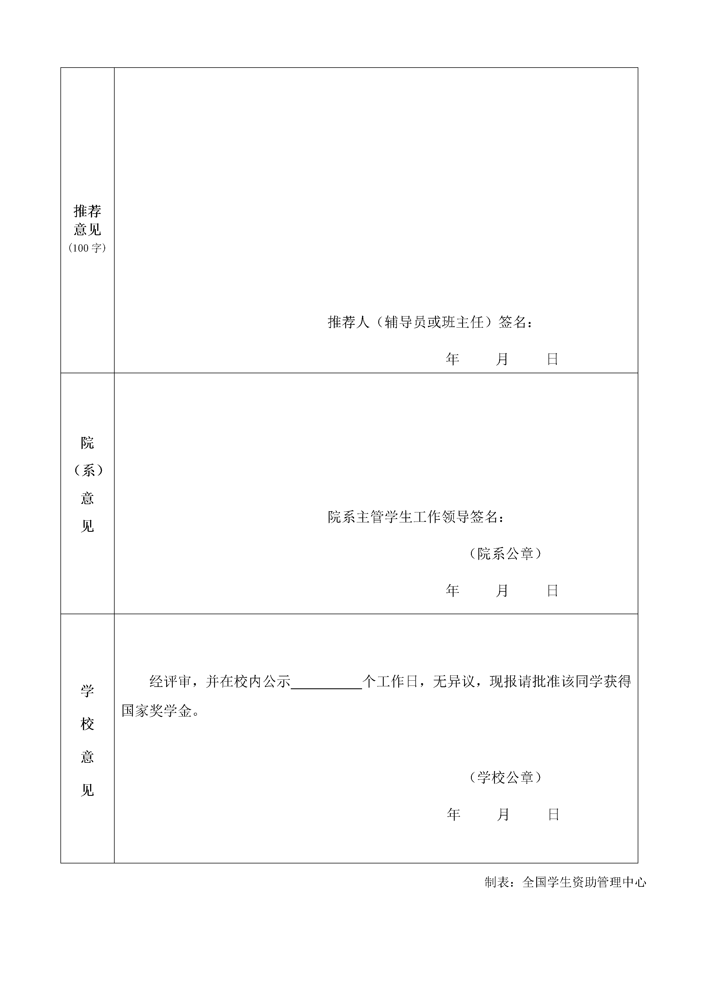 推荐
意见
(100 字)
推荐人（辅导员或班主任）签名：
年 月 日
院
（系）
意
见
院系主管学生工作领导签名：
（院系公章）
年 月 日
学
校
意
见
经评审，并在校内公示__________个工作日，无异议，现报请批准该同学获得
国家奖学金。
（学校公章）
年 月 日
制表：全国学生资助管理中心